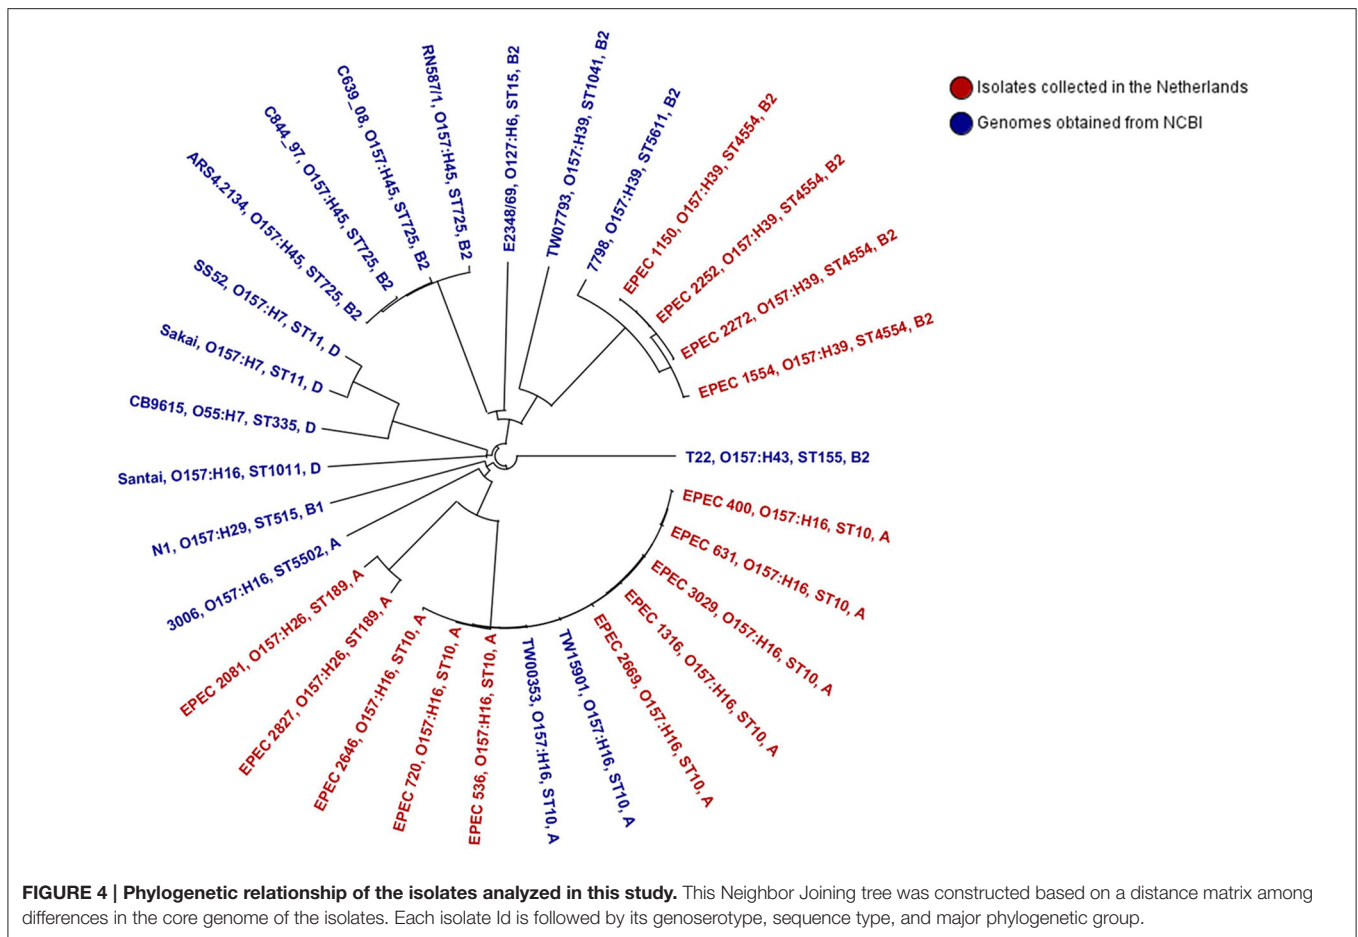 RN587/1, O157:H45, ST725, B2
E2348/69, O127:H6, ST15, B2
TW07793, O157:H39, ST1041, B2
7798, O157:H39, ST5611, B2
C639_08, O157:H45, ST725, B2
C844_97, O157:H45, ST725, B2
ARS4.2134, O157:H45, ST725, B2
SS52, O157:H7, ST11, D
Sakai, O157:H7, ST11, D
CB9615, O55:H7, ST335, D
Santai, O157:H16, ST1011, D
N1, O157:H29, ST515, B1
3006, O157:H16, ST5502, A
EPEC 2081, O157:H26, ST189, A
EPEC 2827, O157:H26, ST189, A
EPEC 2646, O157:H16, ST10, A
EPEC 720, O157:H16, ST10, A
EPEC 536, O157:H16, ST10, A
TW00353, O157:H16, ST10, A
TW15901, O157:H16, ST10, A
EPEC 2669, O157:H16, ST10, A
EPEC 1316, O157:H16, ST10, A
EPEC 3029, O157:H16, ST10, A
EPEC 631, O157:H16, ST10, A
EPEC 400, O157:H16, ST10, A
T22, O157:H43, ST155, B2
EPEC 1554, O157:H39, ST4554, B2
EPEC 2272, O157:H39, ST4554, B2
EPEC 2252, O157:H39, ST4554, B2
EPEC 1150, O157:H39, ST4554, B2
Isolates collected in the Netherlands
Genomes obtained from NCBI
FIGURE 4 | Phylogenetic relationship of the isolates analyzed in this study. This Neighbor Joining tree was constructed based on a distance matrix among
differences in the core genome of the isolates. Each isolate Id is followed by its genoserotype, sequence type, and major phylogenetic group.